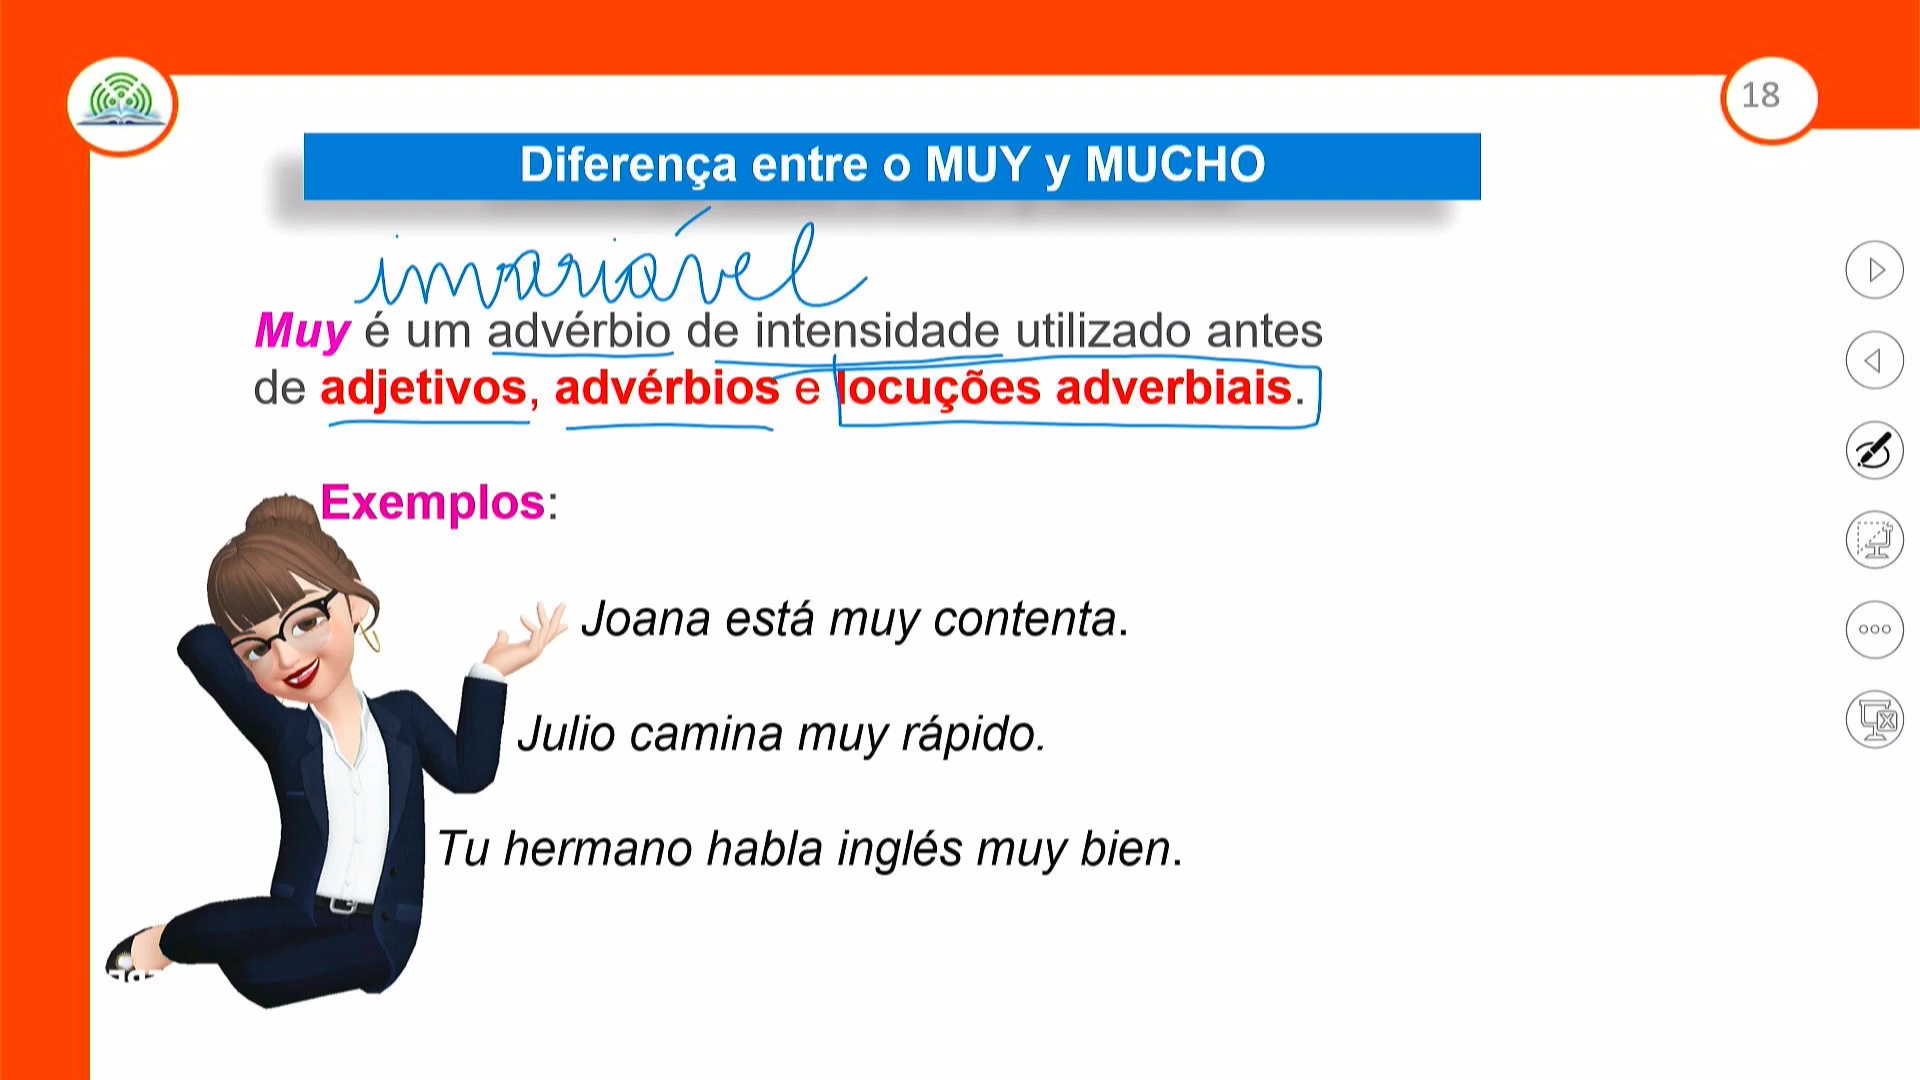 18
Diferença entre o MUY y MUCHO
invariável
Muy é um advérbio de intensidade utilizado antes
de adjetivos, advérbios e locuções adverbiais.
Exemplos:
Joana está muy contenta.
Julio camina muy rápido.
Tu hermano habla inglés muy bien.